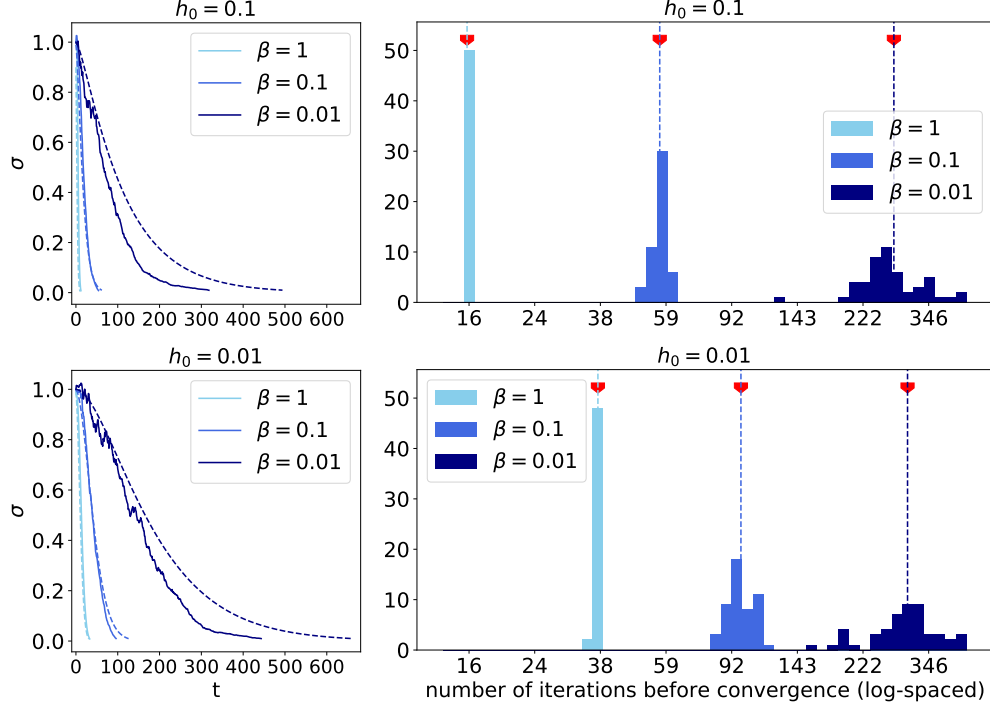 h₀ = 0.1
σ
1.0
0.8
0.6
0.4
0.2
0.0
0 100 200 300 400 500 600
β = 1
β = 0.1
β = 0.01
h₀ = 0.1
50
40
30
20
10
0
16 24 38 59 92 143 222 346
β = 1
β = 0.1
β = 0.01
h₀ = 0.01
σ
1.0
0.8
0.6
0.4
0.2
0.0
0 100 200 300 400 500 600
t
β = 1
β = 0.1
β = 0.01
h₀ = 0.01
50
40
30
20
10
0
16 24 38 59 92 143 222 346
number of iterations before convergence (log-spaced)
β = 1
β = 0.1
β = 0.01